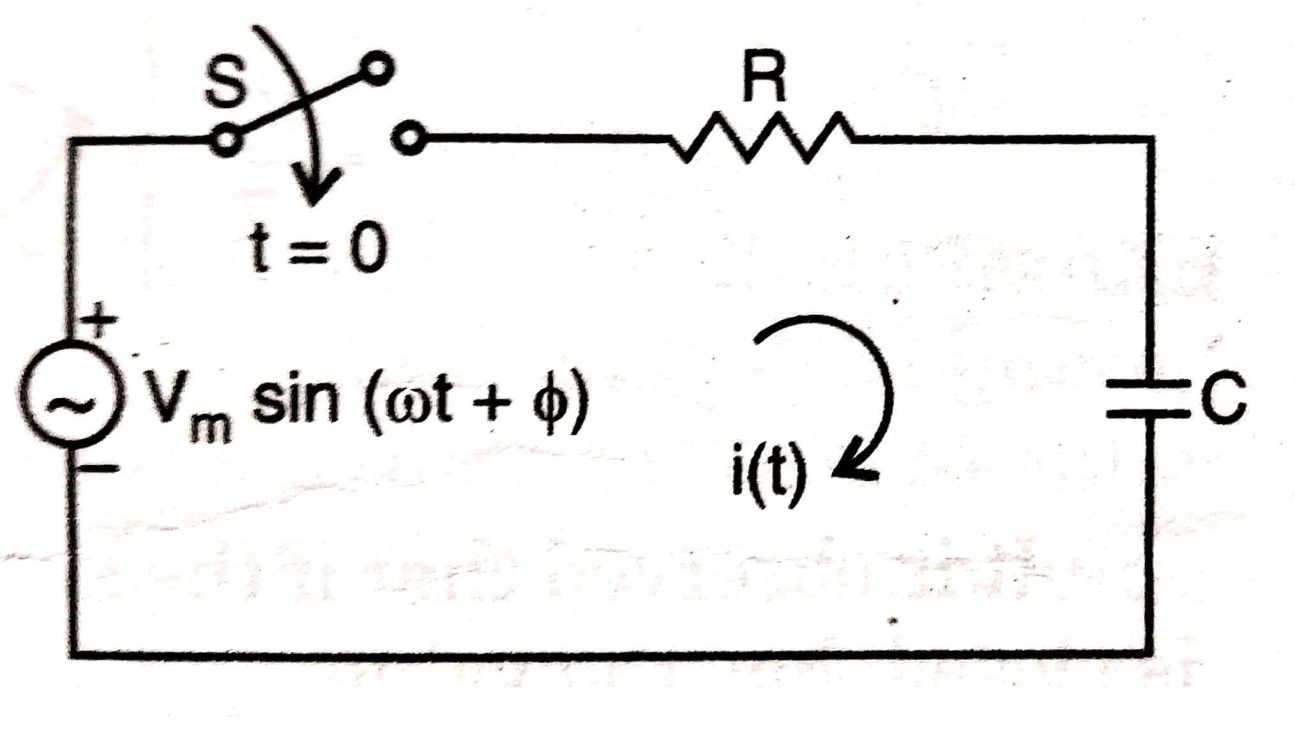 S
R
t = 0
+
~
V_m sin (ωt + ϕ)
C
−
i(t)